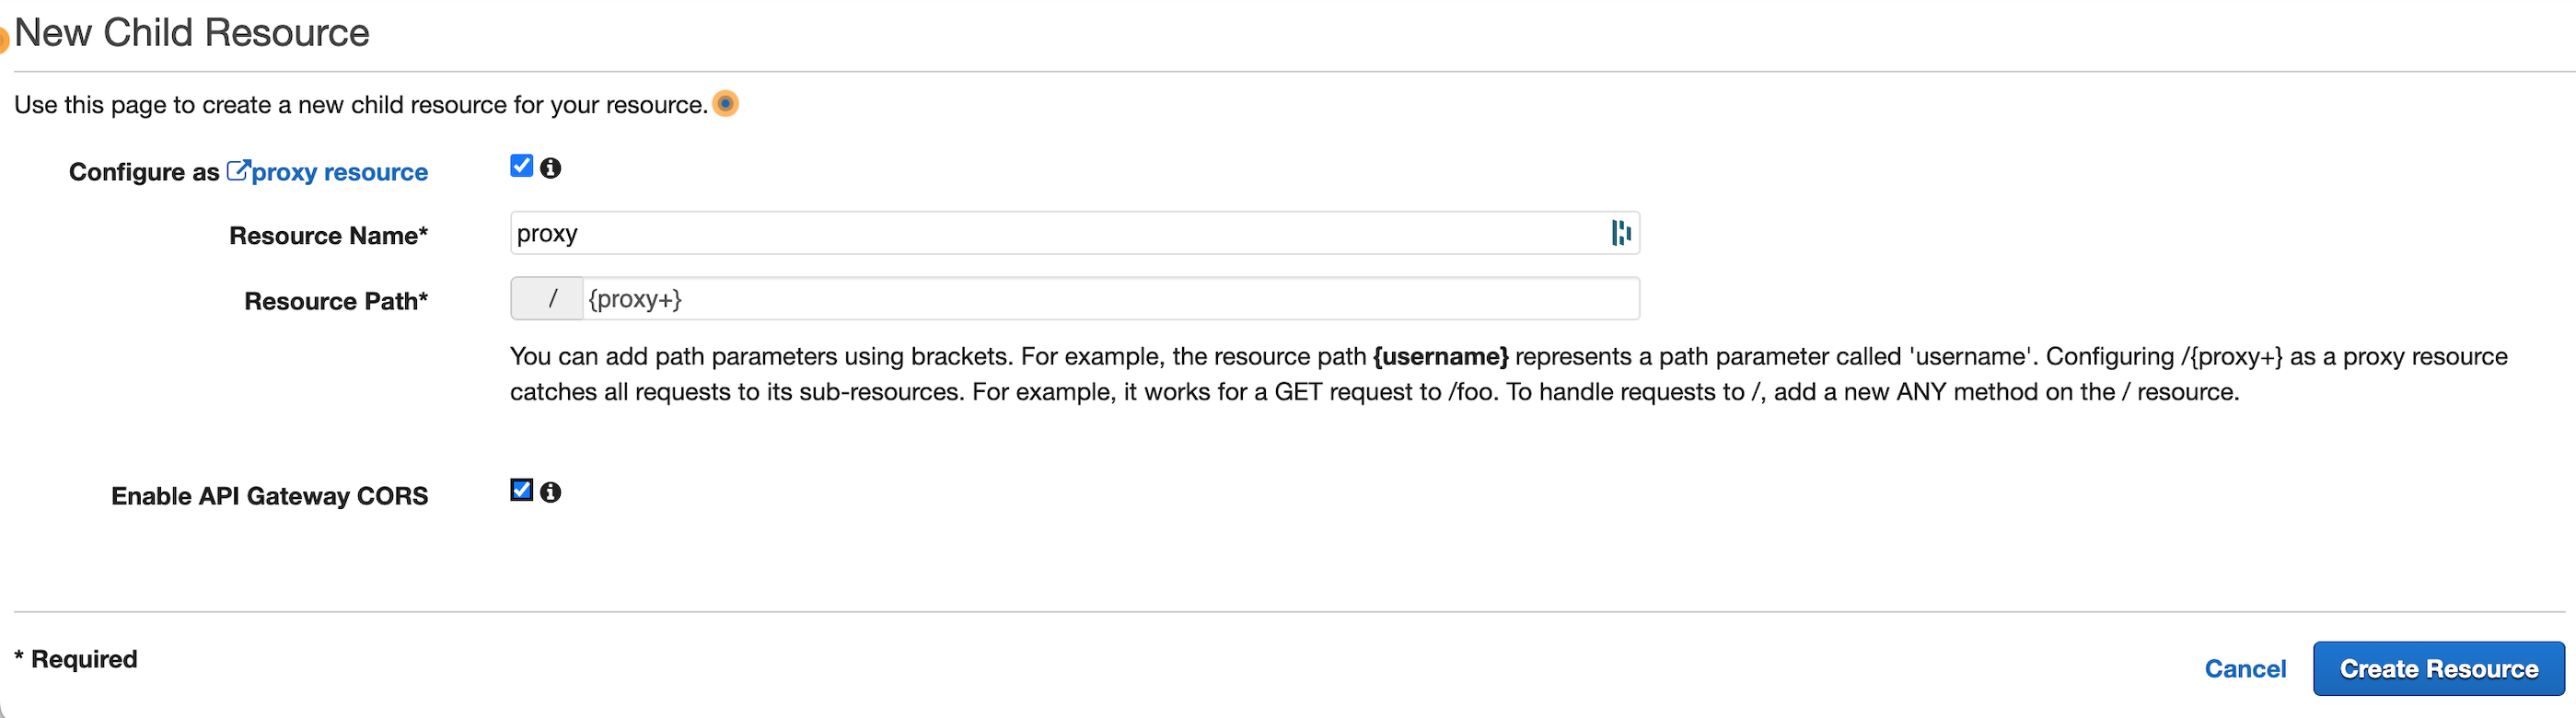 New Child Resource
Use this page to create a new child resource for your resource.
Configure as proxy resource
Resource Name* proxy
Resource Path* / {proxy+}
You can add path parameters using brackets. For example, the resource path {username} represents a path parameter called 'username'. Configuring /{proxy+} as a proxy resource
catches all requests to its sub-resources. For example, it works for a GET request to /foo. To handle requests to /, add a new ANY method on the / resource.
Enable API Gateway CORS
* Required
Cancel Create Resource